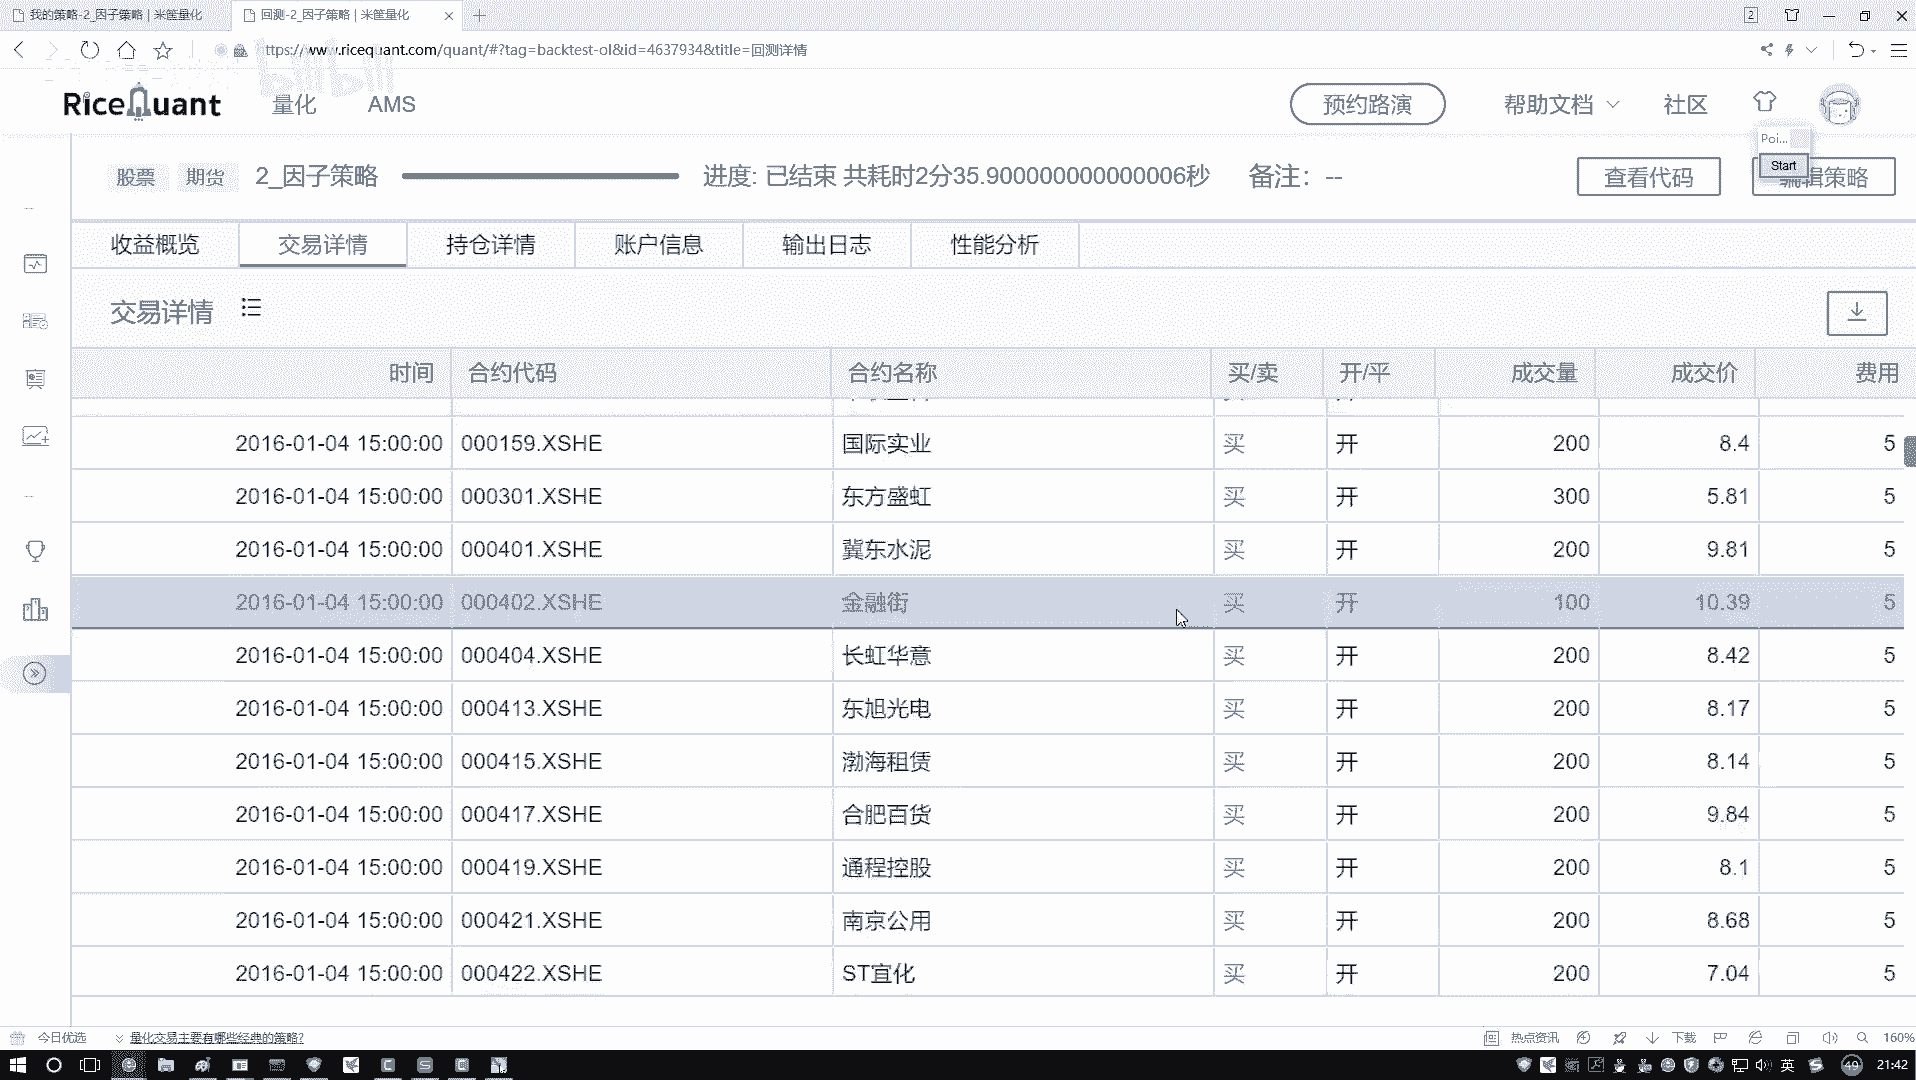 我的策略-2_因子策略 | 米筐量化
回测-2_因子策略 | 米筐量化
2
ttps://www.ricequant.com/quant/#?tag=backtest-ol&id=4637934&title=回测详情
bilibili
RiceQuant 量化 AMS 预约路演 帮助文档 社区
Poi...
Start
股票 期货 2_因子策略 进度: 已结束 共耗时2分35.900000000000006秒 备注: -- 查看代码 编辑策略
收益概览 交易详情 持仓详情 账户信息 输出日志 性能分析
交易详情
时间 合约代码 合约名称 买/卖 开/平 成交量 成交价 费用
2016-01-04 15:00:00 000159.XSHE 国际实业 买 开 200 8.4 5
2016-01-04 15:00:00 000301.XSHE 东方盛虹 买 开 300 5.81 5
2016-01-04 15:00:00 000401.XSHE 冀东水泥 买 开 200 9.81 5
2016-01-04 15:00:00 000402.XSHE 金融街 买 开 100 10.39 5
2016-01-04 15:00:00 000404.XSHE 长虹华意 买 开 200 8.42 5
2016-01-04 15:00:00 000413.XSHE 东旭光电 买 开 200 8.17 5
2016-01-04 15:00:00 000415.XSHE 渤海租赁 买 开 200 8.14 5
2016-01-04 15:00:00 000417.XSHE 合肥百货 买 开 200 9.84 5
2016-01-04 15:00:00 000419.XSHE 通程控股 买 开 200 8.1 5
2016-01-04 15:00:00 000421.XSHE 南京公用 买 开 200 8.68 5
2016-01-04 15:00:00 000422.XSHE ST宜化 买 开 200 7.04 5
今日优选 量化交易主要有哪些经典的策略? 热点资讯 下载 160%
英 49 21:42